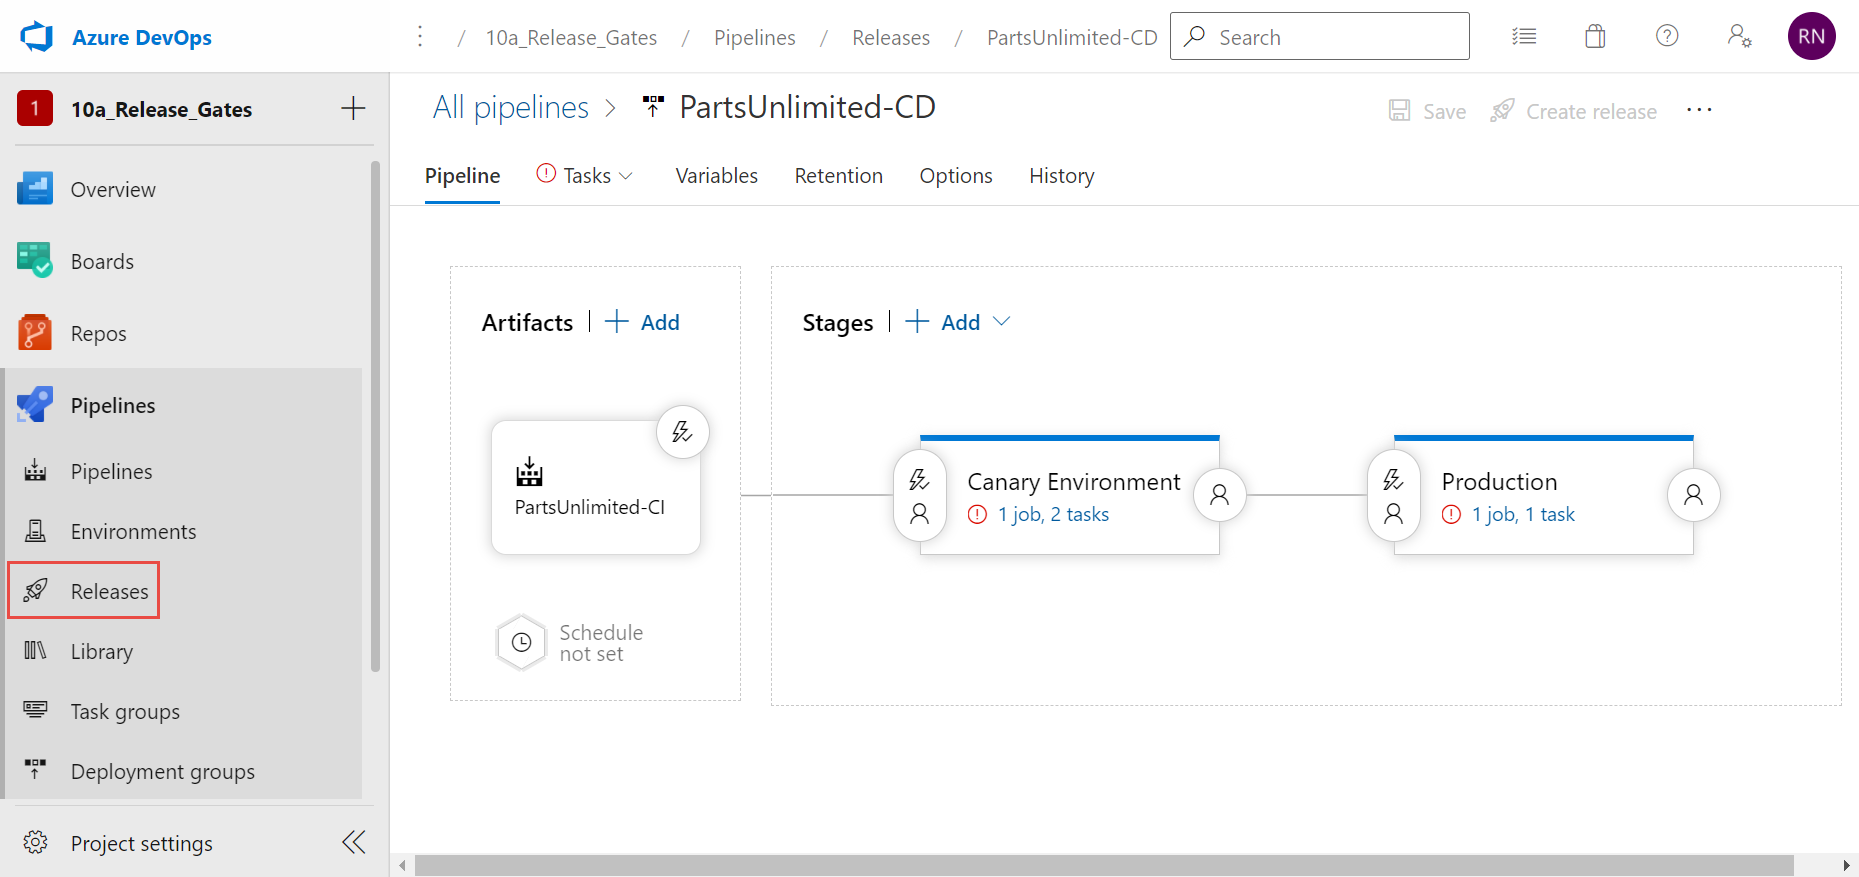 Azure DevOps
/ 10a_Release_Gates / Pipelines / Releases / PartsUnlimited-CD
Search
RN
1 10a_Release_Gates
Overview
Boards
Repos
Pipelines
Pipelines
Environments
Releases
Library
Task groups
Deployment groups
Project settings
All pipelines > PartsUnlimited-CD
Save
Create release
Pipeline
Tasks
Variables
Retention
Options
History
Artifacts | + Add
PartsUnlimited-CI
Schedule
not set
Stages | + Add
Canary Environment
1 job, 2 tasks
Production
1 job, 1 task